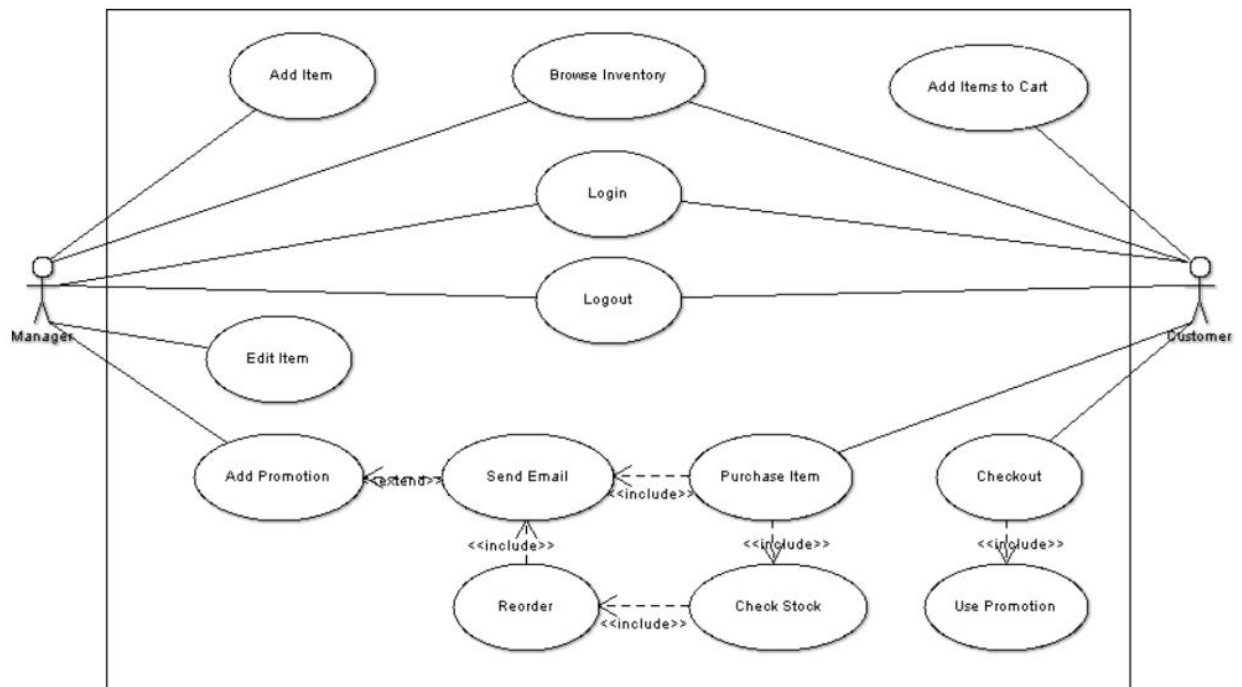 Add Item
Browse Inventory
Add Items to Cart
Login
Logout
Manager
Customer
Edit Item
Add Promotion
<<extend>>
Send Email
<<include>>
Purchase Item
Checkout
<<include>>
<<include>>
<<include>>
Reorder
<<include>>
Check Stock
Use Promotion